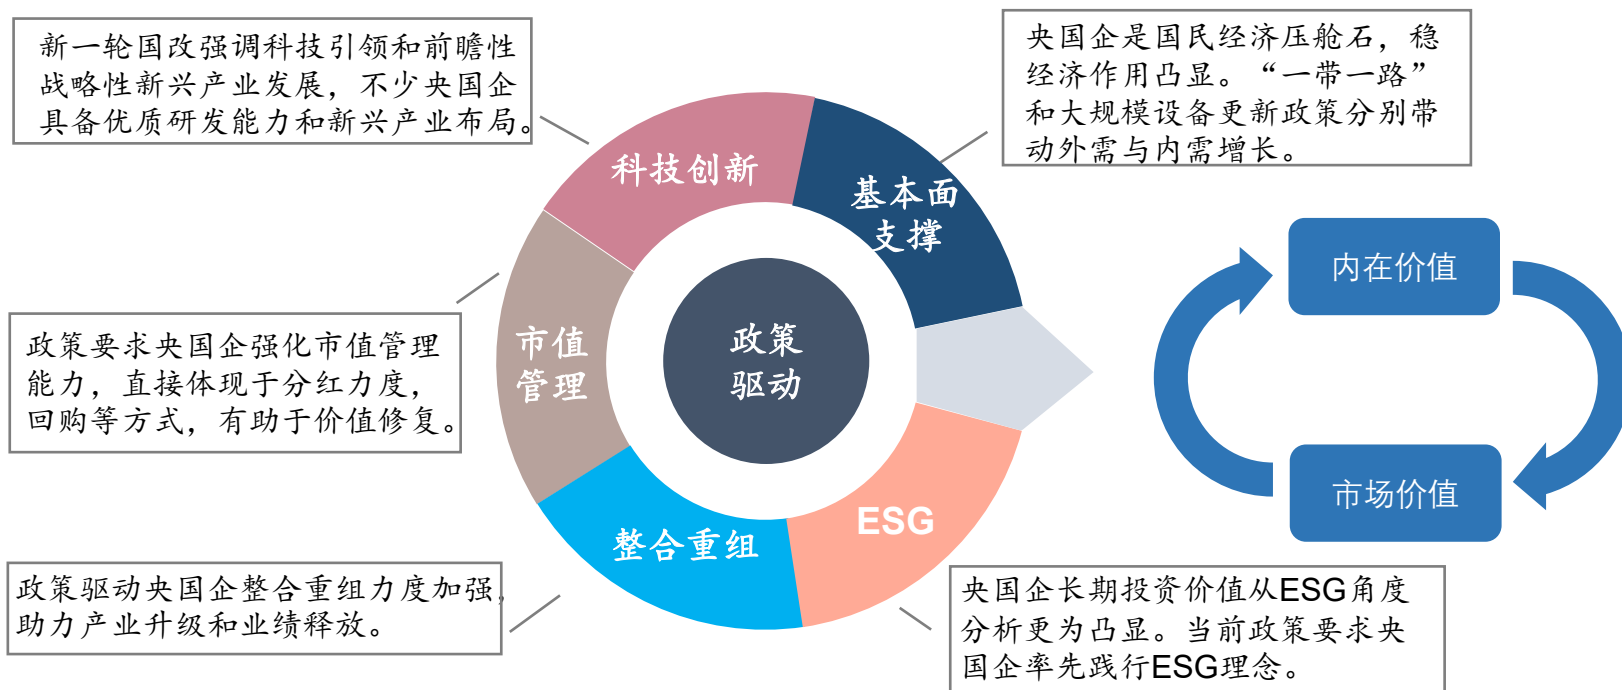 新一轮国改强调科技引领和前瞻性
战略性新兴产业发展，不少央国企
具备优质研发能力和新兴产业布局。
央国企是国民经济压舱石，稳
经济作用凸显。“一带一路”
和大规模设备更新政策分别带
动外需与内需增长。
科技创新
基本面
支撑
内在价值
政策要求央国企强化市值管理
能力，直接体现于分红力度，
回购等方式，有助于价值修复。
市值
管理
政策
驱动
市场价值
ESG
整合重组
政策驱动央国企整合重组力度加强，
助力产业升级和业绩释放。
央国企长期投资价值从ESG角度
分析更为凸显。当前政策要求央
国企率先践行ESG理念。